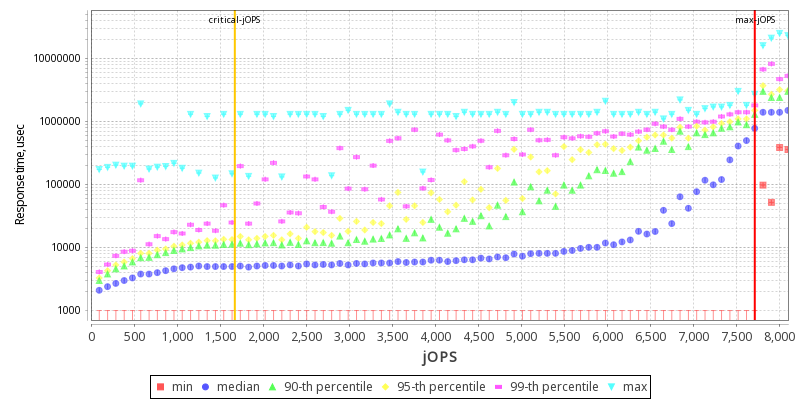 critical-jOPS max-jOPS
10000000
1000000
100000
10000
1000
Response time, usec
0 500 1,000 1,500 2,000 2,500 3,000 3,500 4,000 4,500 5,000 5,500 6,000 6,500 7,000 7,500 8,000
jOPS
min median 90-th percentile 95-th percentile 99-th percentile max